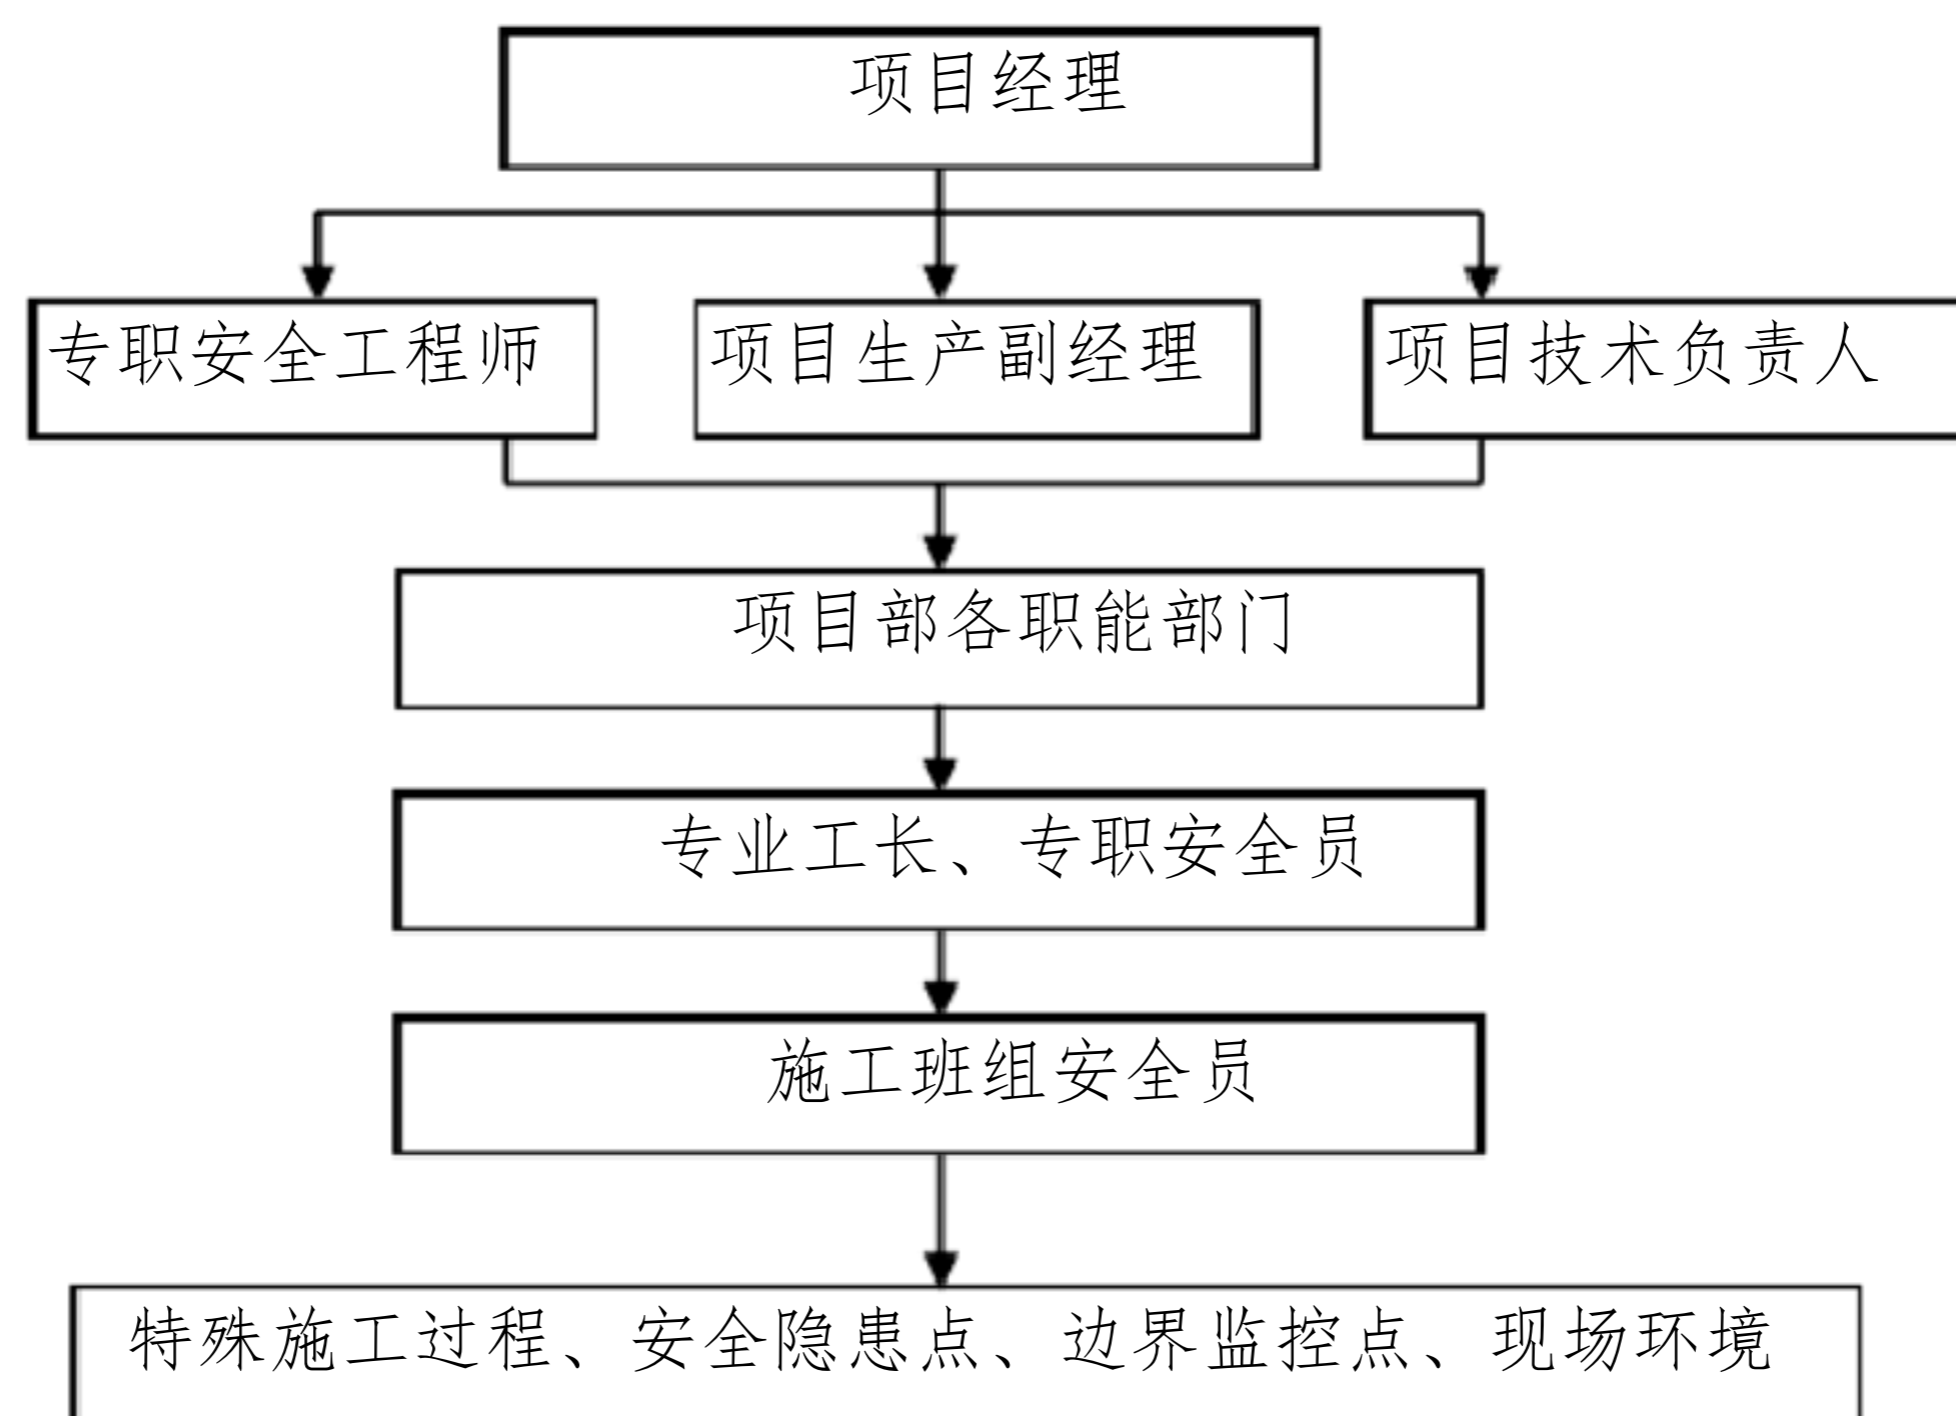 项目经理
专职安全工程师
项目生产副经理
项目技术负责人
项目部各职能部门
专业工长、专职安全员
施工班组安全员
特殊施工过程、安全隐患点、边界监控点、现场环境